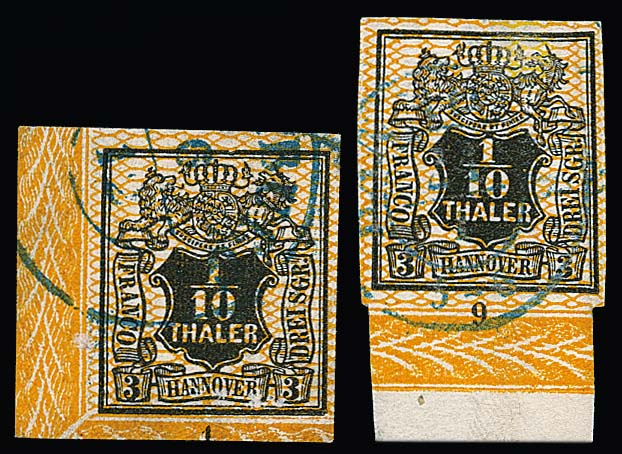 1
10
THALER
FRANCO
DREI SGR.
3 HANNOVER 3
1
1
10
THALER
FRANCO
DREI SGR.
3 HANNOVER 3
9